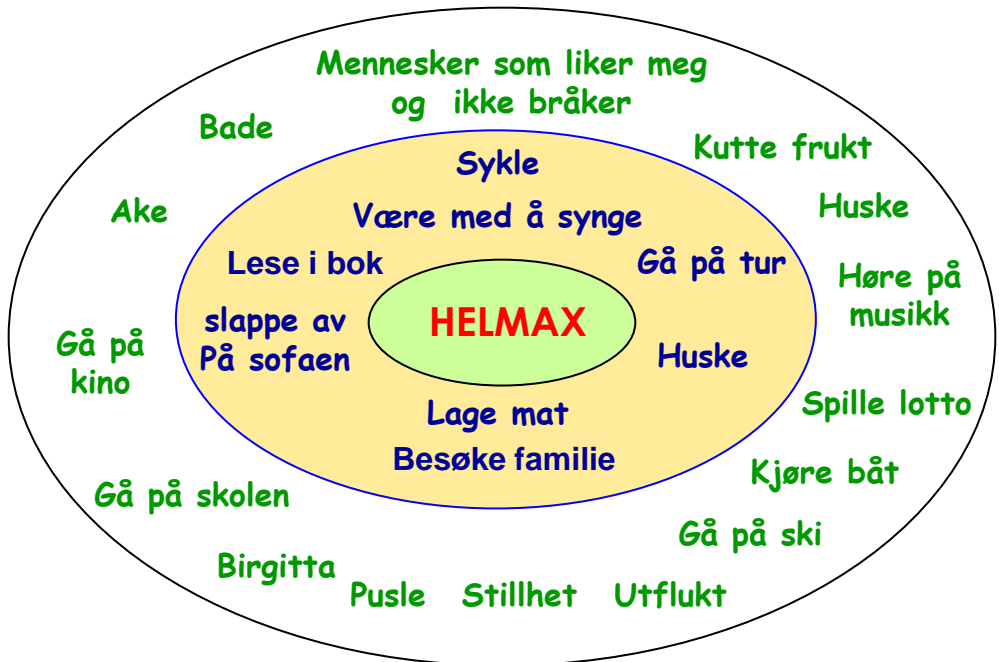 Mennesker som liker meg
og ikke bråker
Bade
Kutte frukt
Ake
Huske
Høre på
musikk
Gå på
kino
Spille lotto
Kjøre båt
Gå på skolen
Gå på ski
Birgitta
Pusle
Stillhet
Utflukt
Sykle
Være med å synge
Lese i bok
Gå på tur
slappe av
På sofaen
Huske
Lage mat
Besøke familie
HELMAX